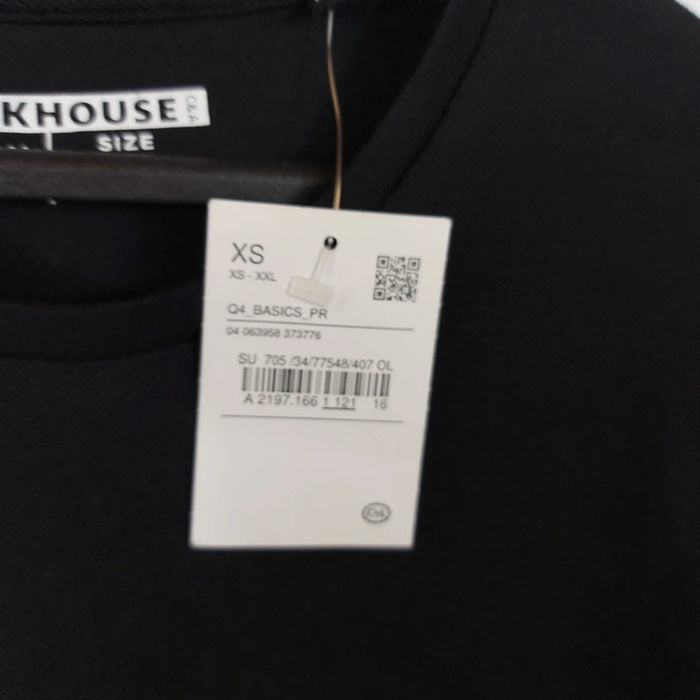 KHOUSE C&A
SIZE
XS
XS - XXL
Q4_BASICS_PR
04 063958 373776
SU 705 /34/77548/407 OL
A 2197.166 1 121 16
C&A